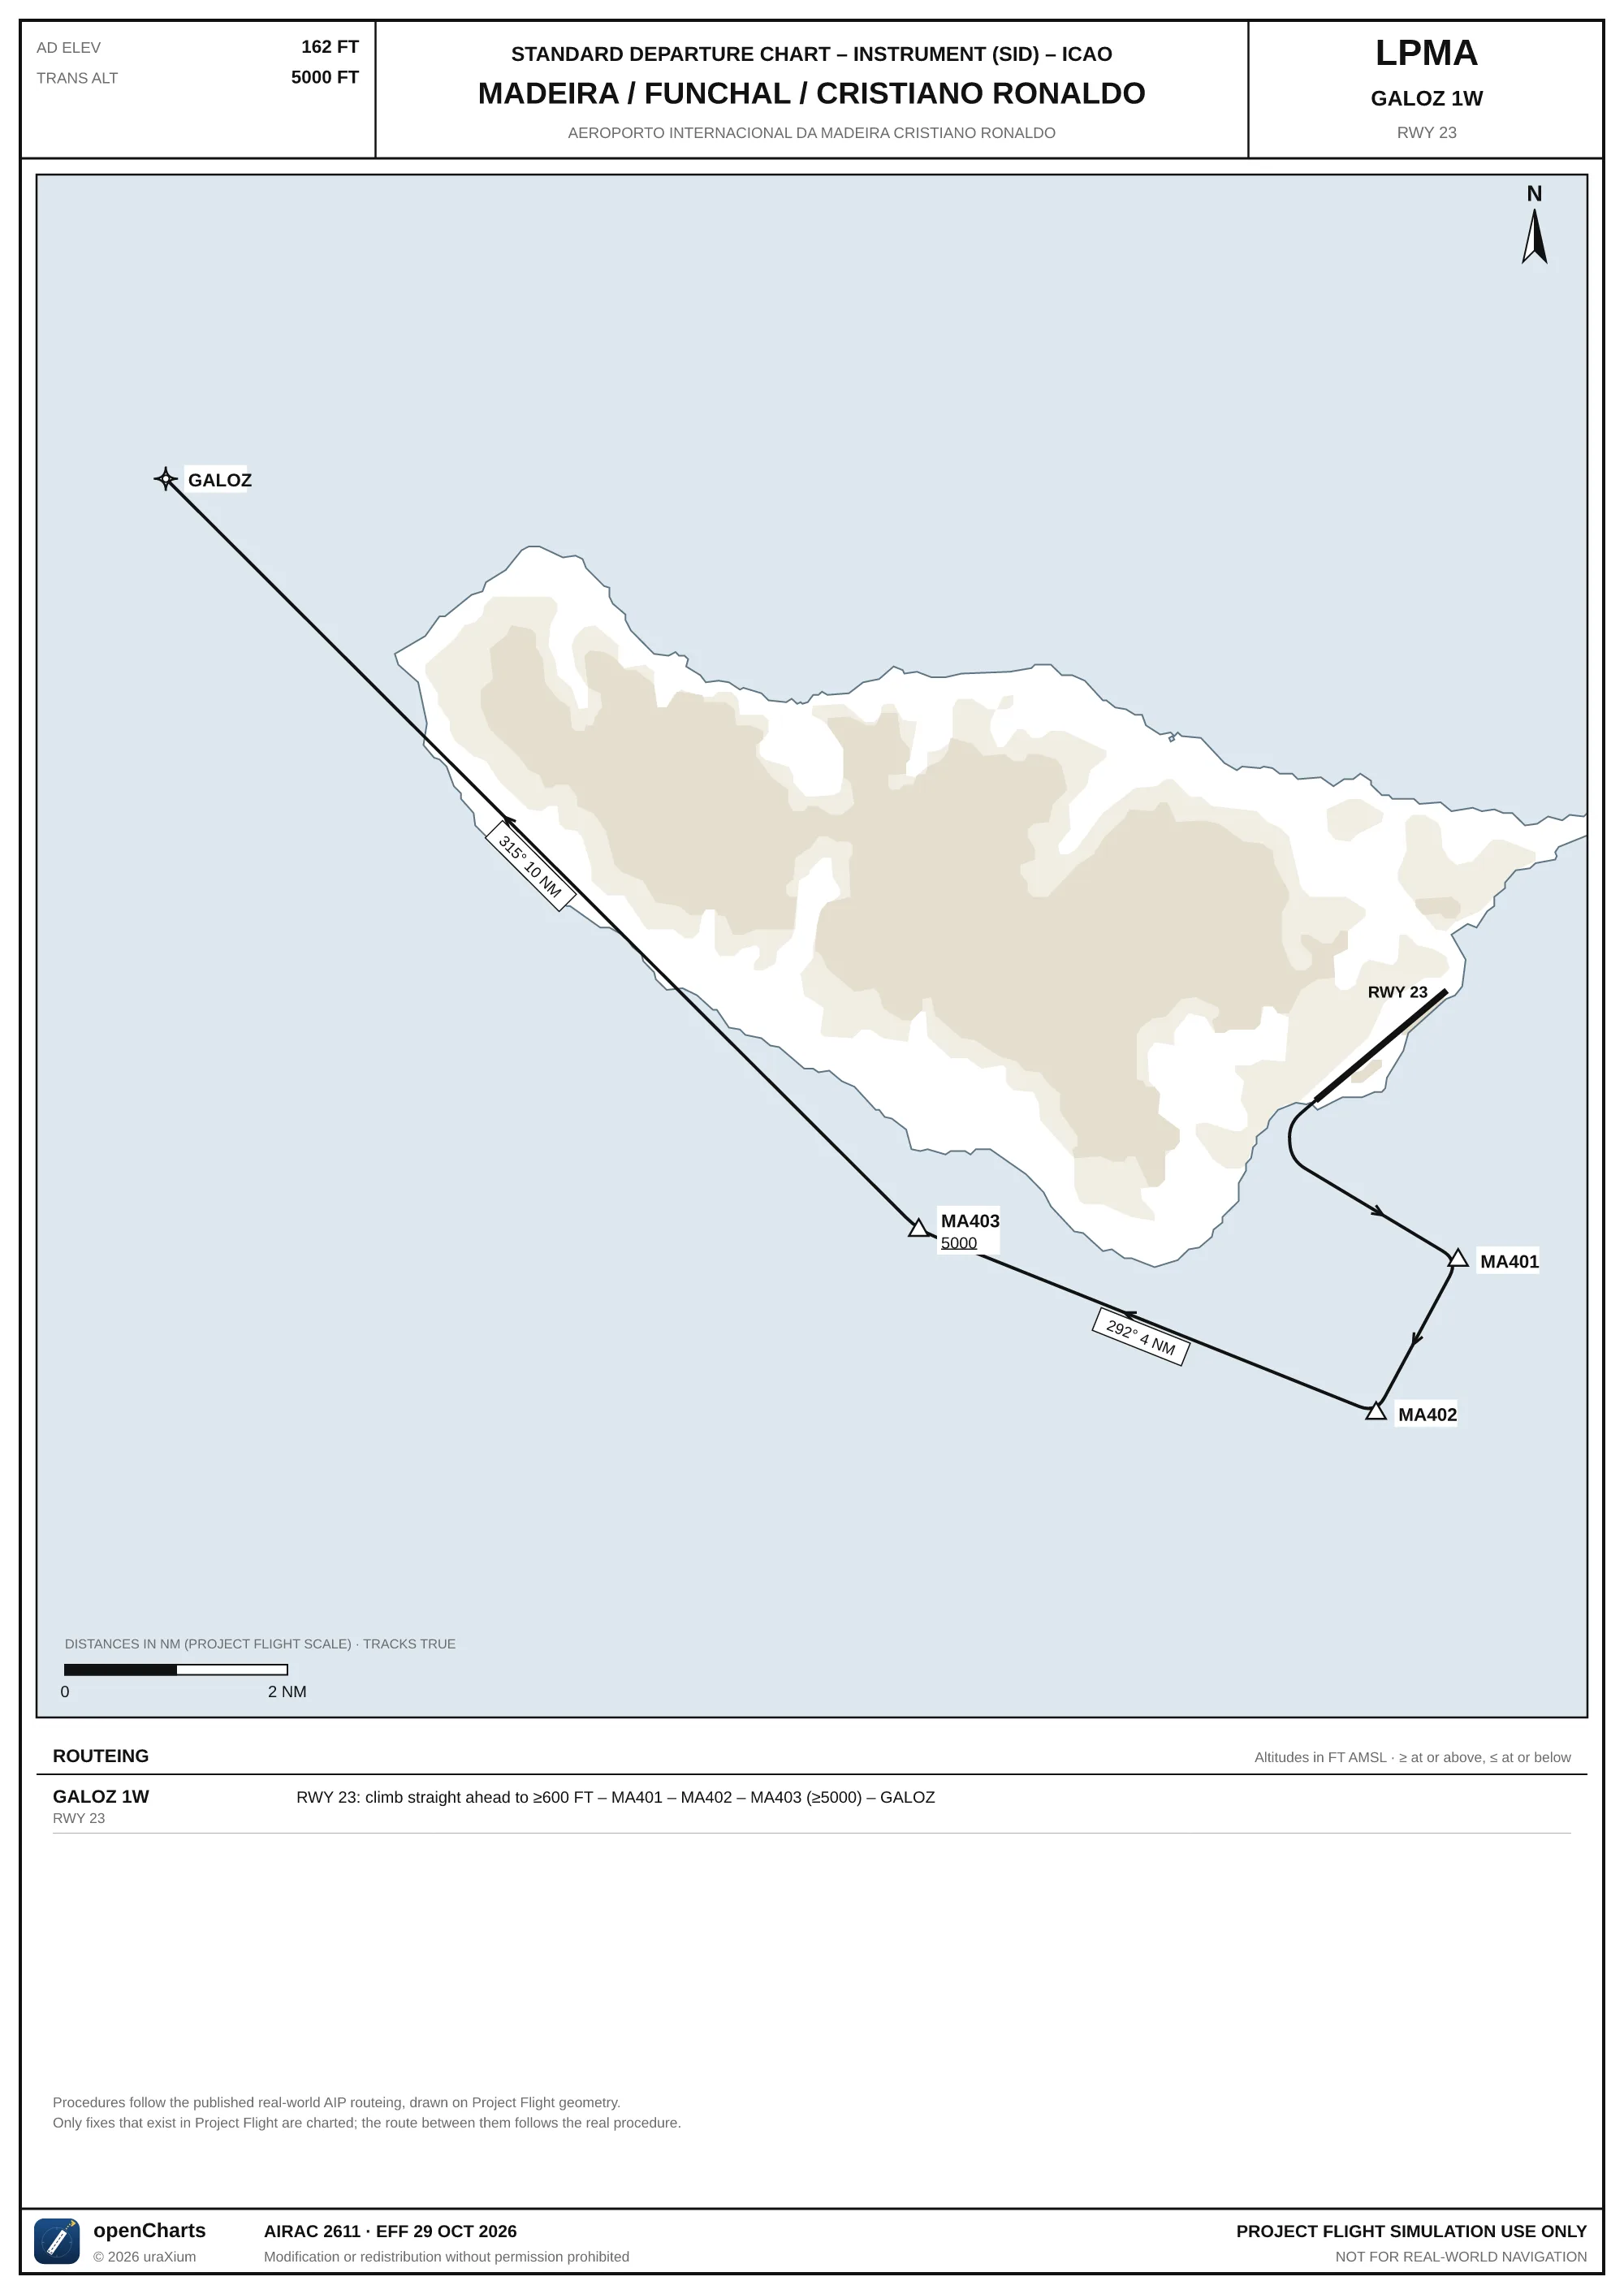 AD ELEV 162 FT
TRANS ALT 5000 FT
STANDARD DEPARTURE CHART – INSTRUMENT (SID) – ICAO
MADEIRA / FUNCHAL / CRISTIANO RONALDO
AEROPORTO INTERNACIONAL DA MADEIRA CRISTIANO RONALDO
LPMA
GALOZ 1W
RWY 23
N
GALOZ
315° 10 NM
RWY 23
MA403
5000
MA401
292° 4 NM
MA402
DISTANCES IN NM (PROJECT FLIGHT SCALE) · TRACKS TRUE
0 2 NM
ROUTEING
Altitudes in FT AMSL · ≥ at or above, ≤ at or below
GALOZ 1W
RWY 23: climb straight ahead to ≥600 FT – MA401 – MA402 – MA403 (≥5000) – GALOZ
RWY 23
Procedures follow the published real-world AIP routeing, drawn on Project Flight geometry.
Only fixes that exist in Project Flight are charted; the route between them follows the real procedure.
openCharts
© 2026 uraXium
AIRAC 2611 · EFF 29 OCT 2026
Modification or redistribution without permission prohibited
PROJECT FLIGHT SIMULATION USE ONLY
NOT FOR REAL-WORLD NAVIGATION